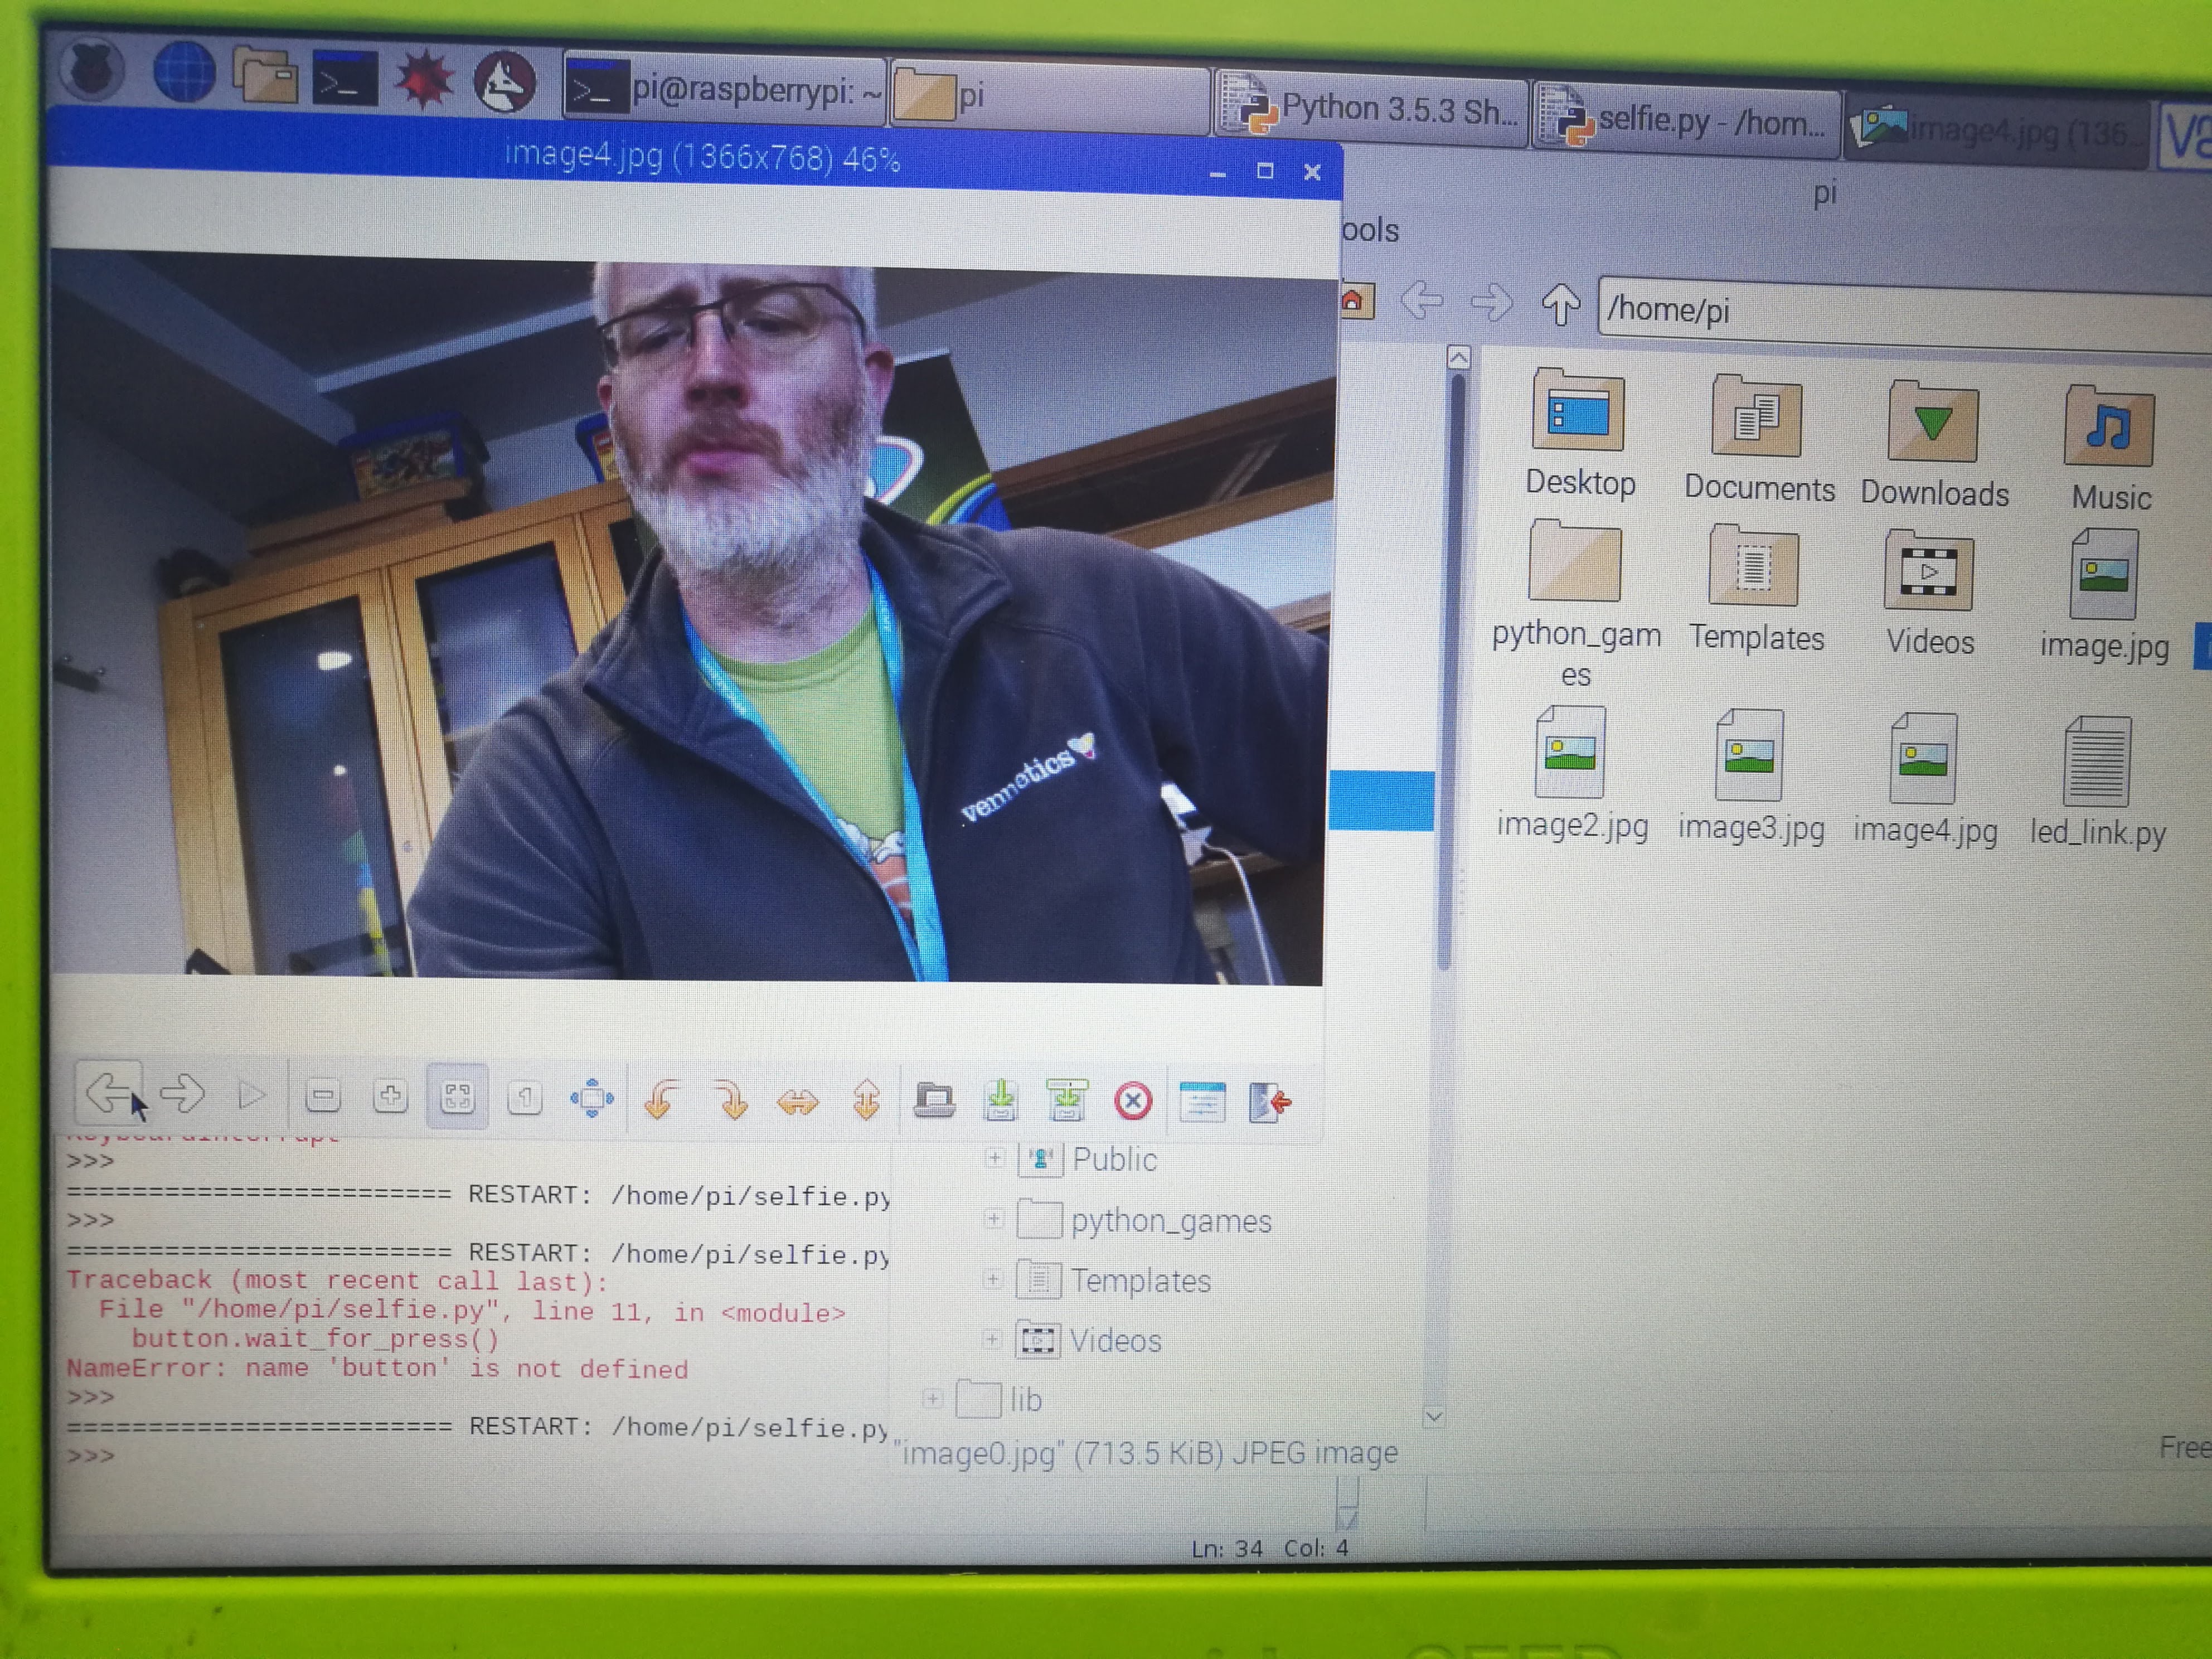 pi@raspberrypi: ~
pi
Python 3.5.3 Sh...
selfie.py - /hom...
image4.jpg (136...
image4.jpg (1366x768) 46%
pi
ools
/home/pi
Desktop
Documents
Downloads
Music
python_gam
es
Templates
Videos
image.jpg
image2.jpg
image3.jpg
image4.jpg
led_link.py
vennetics
KeyboardInterrupt
>>>
======================== RESTART: /home/pi/selfie.py
>>>
======================== RESTART: /home/pi/selfie.py
Traceback (most recent call last):
File "/home/pi/selfie.py", line 11, in <module>
button.wait_for_press()
NameError: name 'button' is not defined
>>>
======================== RESTART: /home/pi/selfie.py
>>>
Public
python_games
Templates
Videos
lib
"image0.jpg" (713.5 KiB) JPEG image
Free
Ln: 34 Col: 4